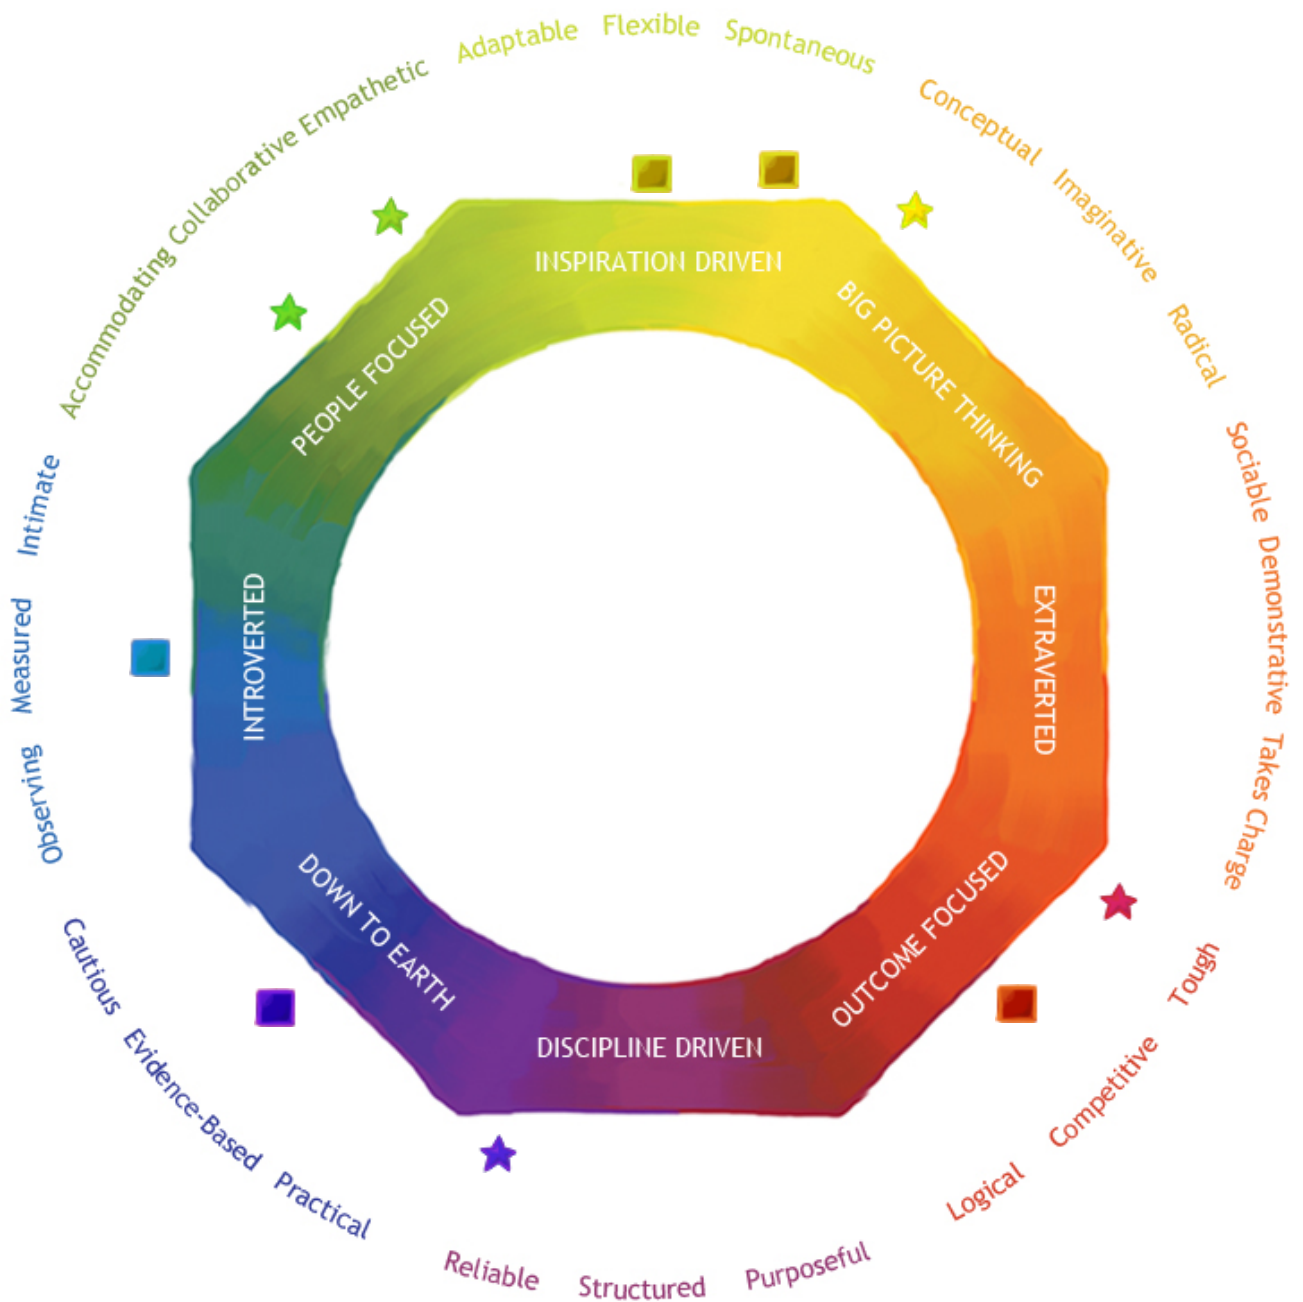 Adaptable Flexible Spontaneous
Conceptual Imaginative Radical
Sociable Demonstrative Takes Charge
Tough Competitive Logical
Purposeful Structured Reliable
Practical Evidence-Based Cautious
Observing Measured Intimate
Accommodating Collaborative Empathetic
INSPIRATION DRIVEN
BIG PICTURE THINKING
EXTRAVERTED
OUTCOME FOCUSED
DISCIPLINE DRIVEN
DOWN TO EARTH
INTROVERTED
PEOPLE FOCUSED